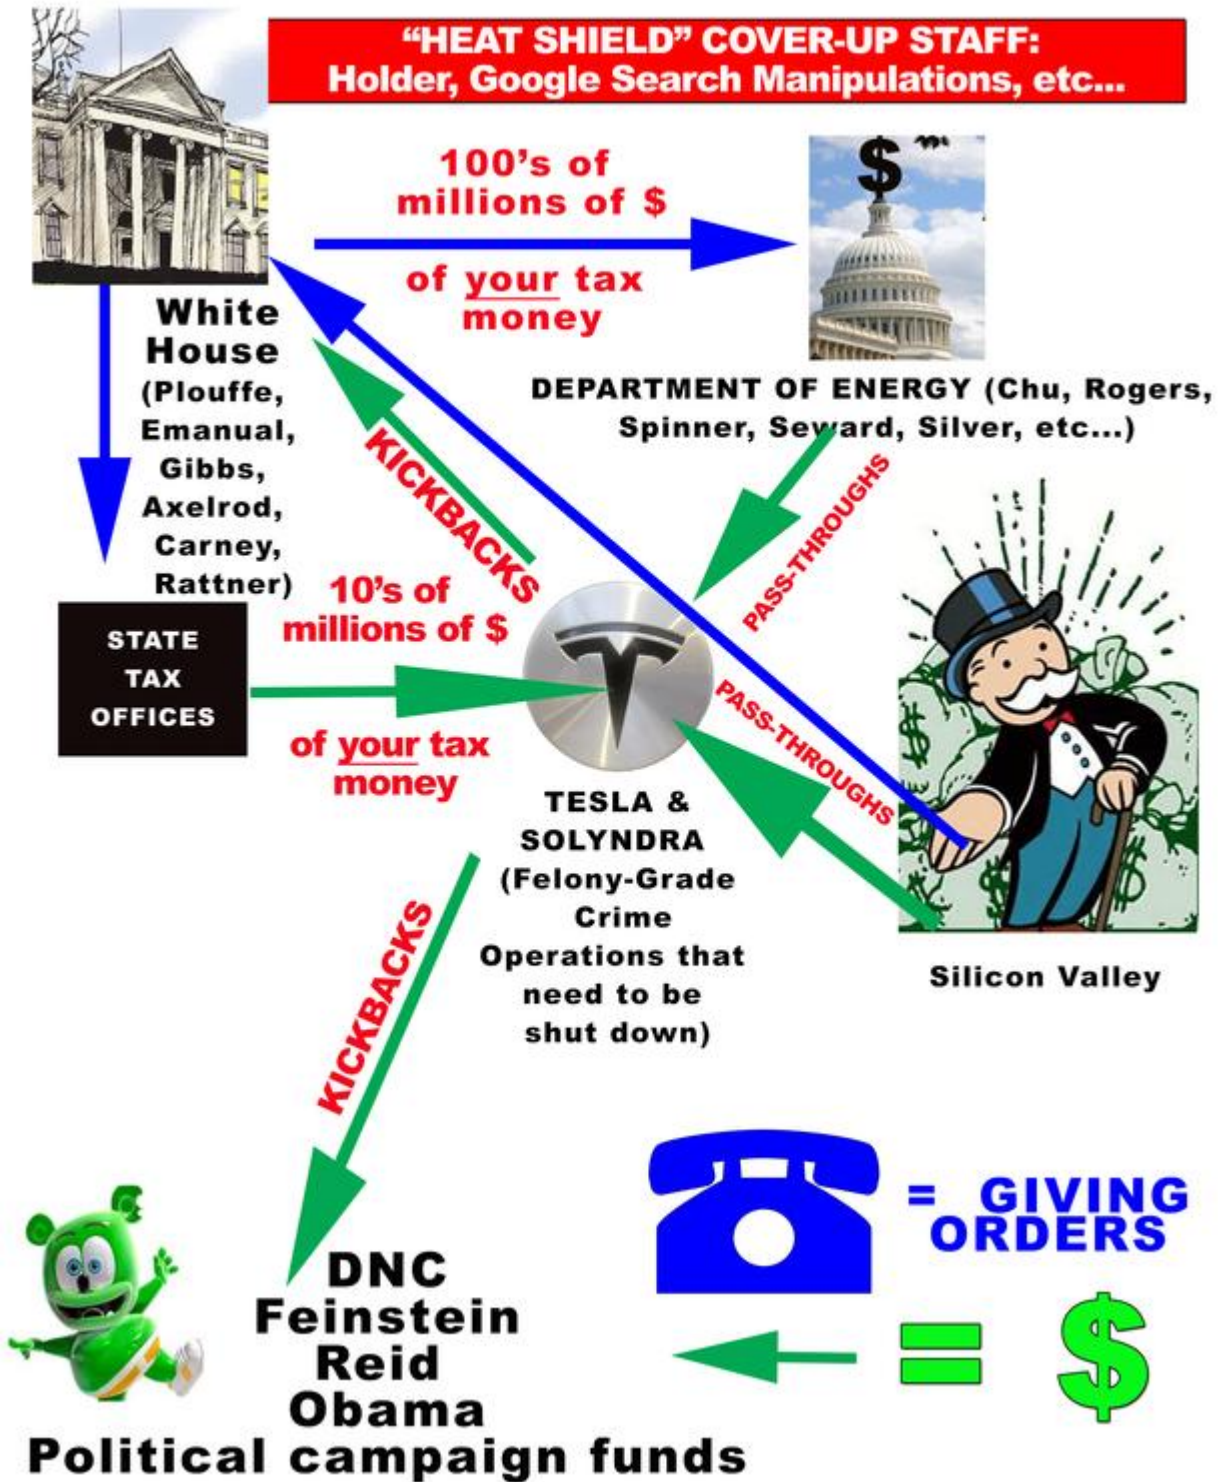 “HEAT SHIELD” COVER-UP STAFF:
Holder, Google Search Manipulations, etc...
100’s of
millions of $
of your tax
money
$
White
House
(Plouffe,
Emanual,
Gibbs,
Axelrod,
Carney,
Rattner)
DEPARTMENT OF ENERGY (Chu, Rogers,
Spinner, Seward, Silver, etc...)
KICKBACKS
PASS-THROUGHS
STATE
TAX
OFFICES
10’s of
millions of $
of your tax
money
PASS-THROUGHS
TESLA &
SOLYNDRA
(Felony-Grade
Crime
Operations that
need to be
shut down)
Silicon Valley
KICKBACKS
DNC
Feinstein
Reid
Obama
Political campaign funds
= GIVING
ORDERS
= $